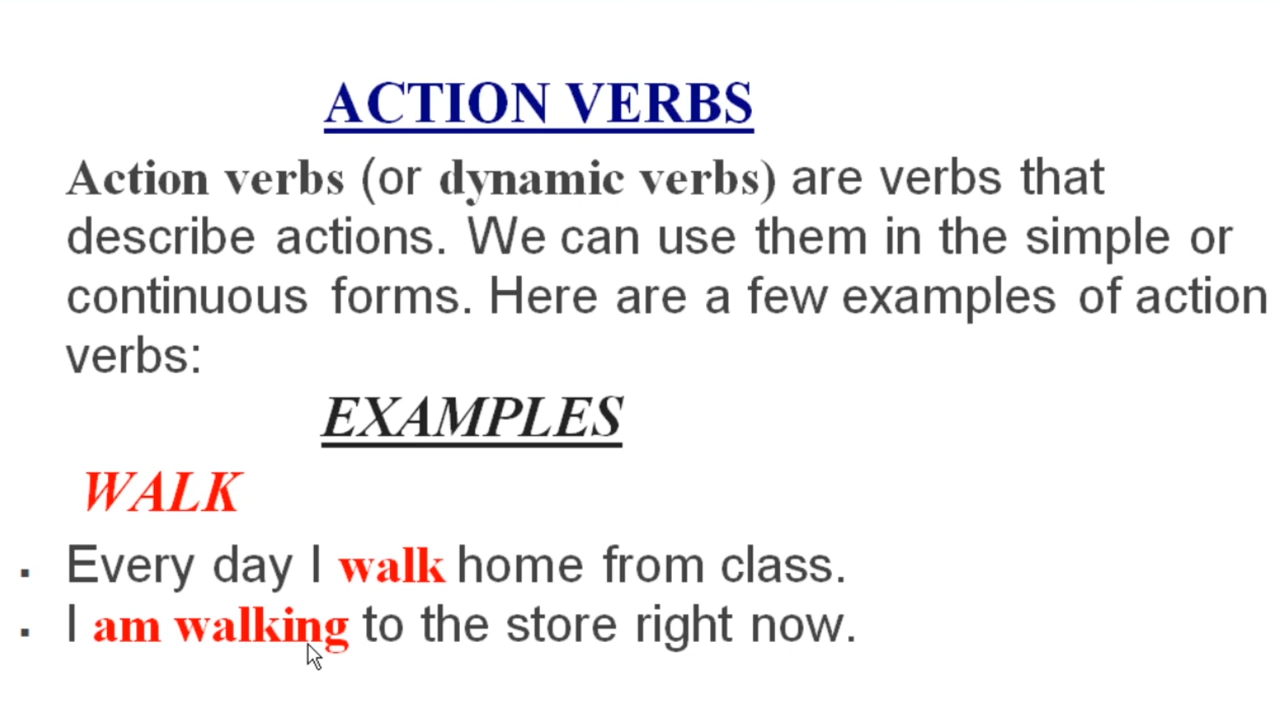 ACTION VERBS
Action verbs (or dynamic verbs) are verbs that
describe actions. We can use them in the simple or
continuous forms. Here are a few examples of action
verbs:
EXAMPLES
WALK
▪ Every day I walk home from class.
▪ I am walking to the store right now.